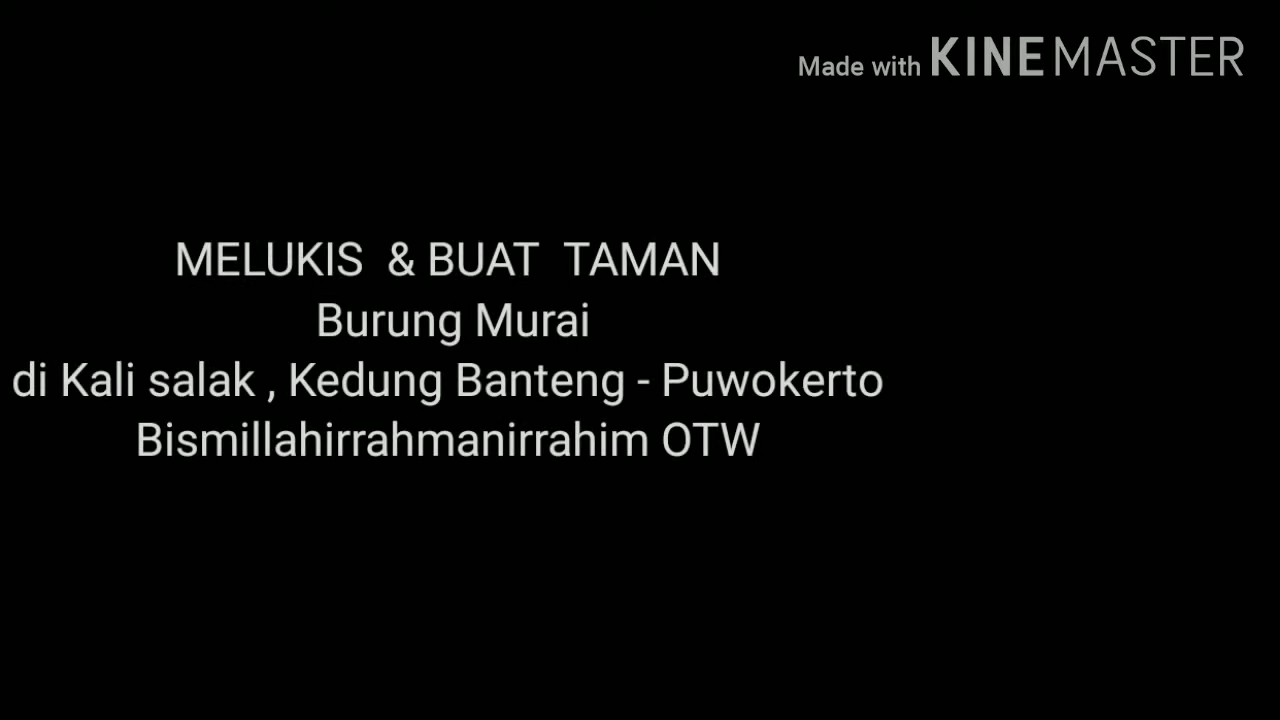 Made with KINEMASTER
MELUKIS & BUAT TAMAN
Burung Murai
di Kali salak , Kedung Banteng - Puwokerto
Bismillahirrahmanirrahim OTW